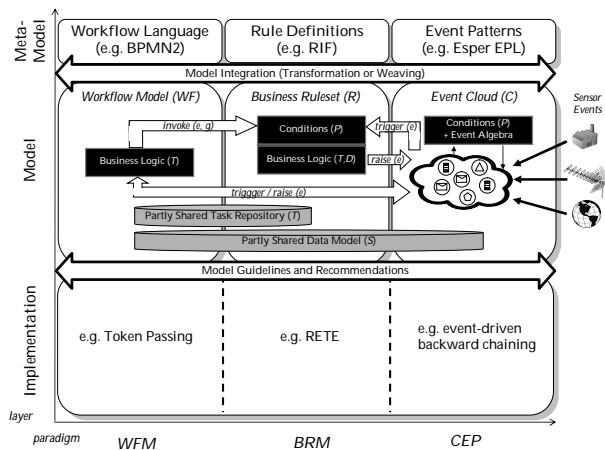 Meta-
Model
Workflow Language
(e.g. BPMN2)
Rule Definitions
(e.g. RIF)
Event Patterns
(e.g. Esper EPL)
Model Integration (Transformation or Weaving)
Model
Workflow Model (WF)
Business Ruleset (R)
Event Cloud (C)
Sensor
Events
invoke (e, g)
Conditions (P)
trigger (e)
Conditions (P)
+ Event Algebra
Business Logic (T)
Business Logic (T,D)
raise (e)
triggger / raise (e)
Partly Shared Task Repository (T)
Partly Shared Data Model (S)
Model Guidelines and Recommendations
Implementation
e.g. Token Passing
e.g. RETE
e.g. event-driven
backward chaining
layer
paradigm
WFM
BRM
CEP